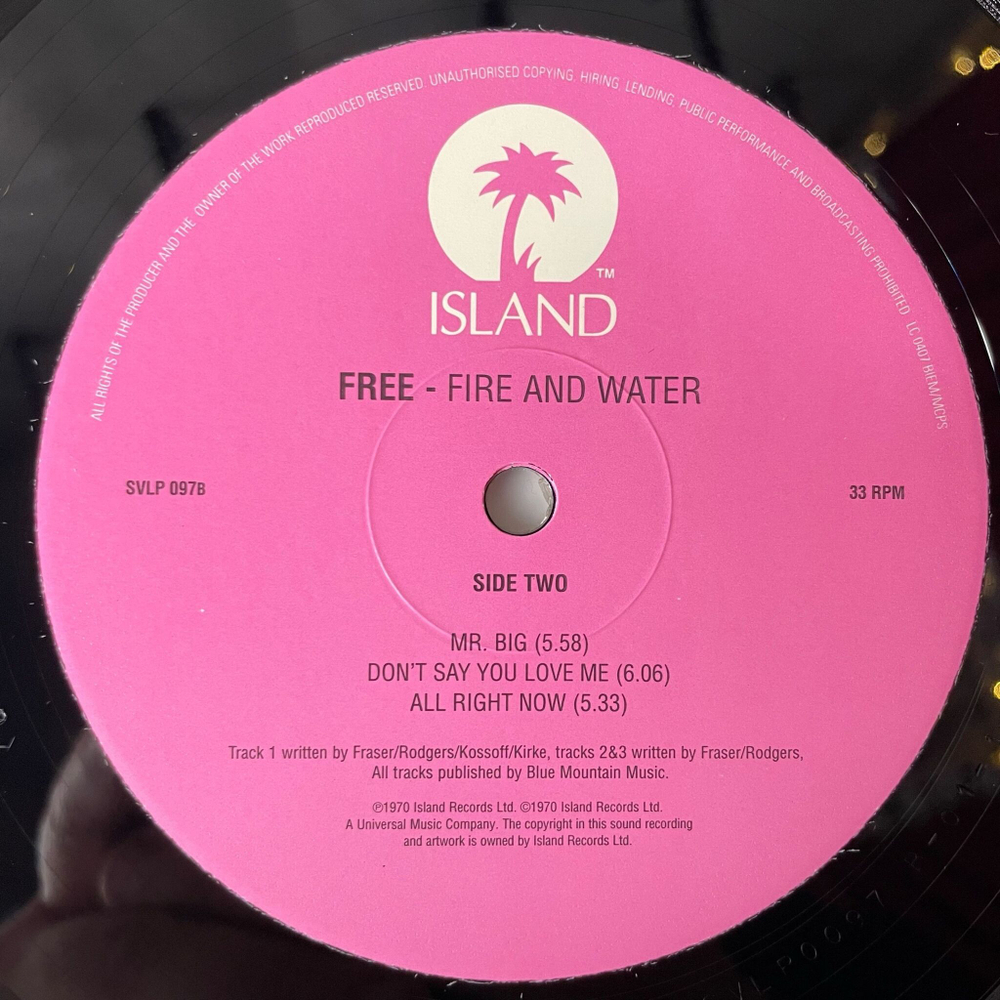 ALL RIGHTS OF THE PRODUCER AND THE OWNER OF THE WORK REPRODUCED RESERVED. UNAUTHORISED COPYING, HIRING, LENDING, PUBLIC PERFORMANCE AND BROADCASTING PROHIBITED · LC 0407 BIEM/MCPS
TM
ISLAND
FREE - FIRE AND WATER
SVLP 097B
33 RPM
SIDE TWO
MR. BIG (5.58)
DON'T SAY YOU LOVE ME (6.06)
ALL RIGHT NOW (5.33)
Track 1 written by Fraser/Rodgers/Kossoff/Kirke, tracks 2&3 written by Fraser/Rodgers,
All tracks published by Blue Mountain Music.
℗1970 Island Records Ltd. ©1970 Island Records Ltd.
A Universal Music Company. The copyright in this sound recording
and artwork is owned by Island Records Ltd.